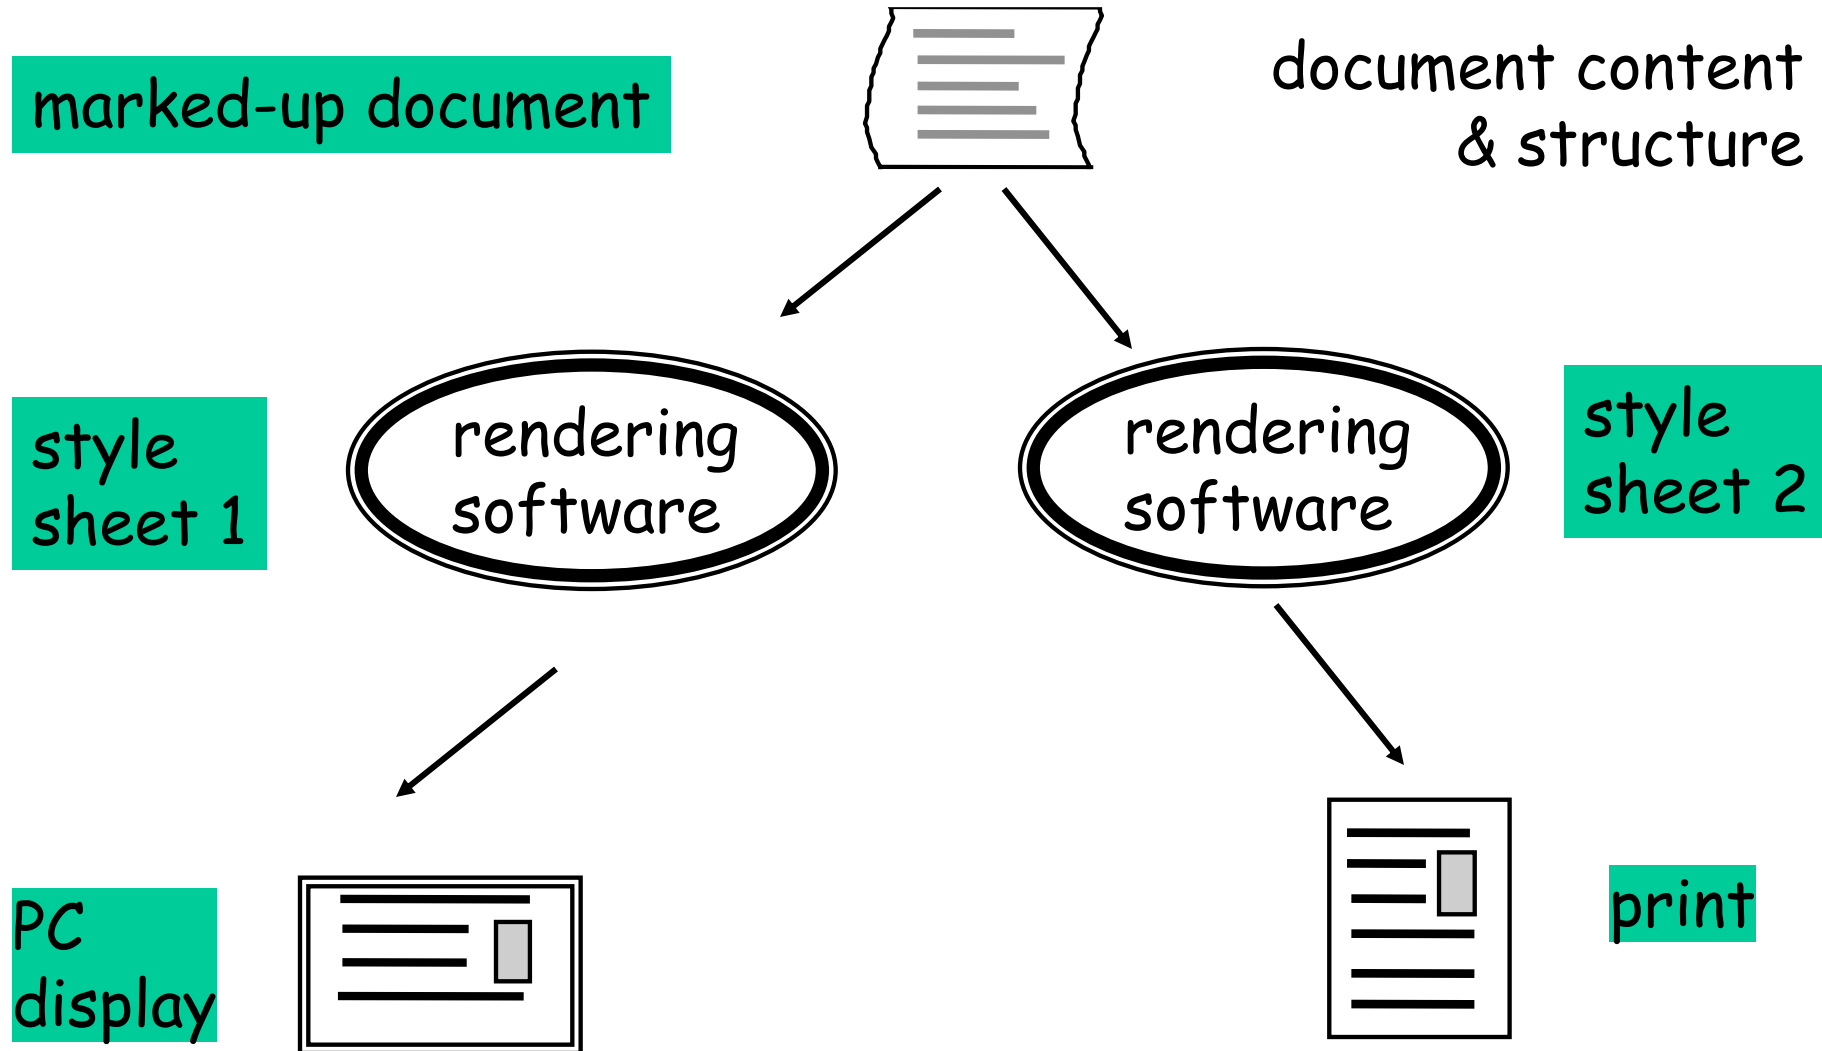 marked-up document
document content
& structure
style
sheet 1
rendering
software
rendering
software
style
sheet 2
PC
display
print